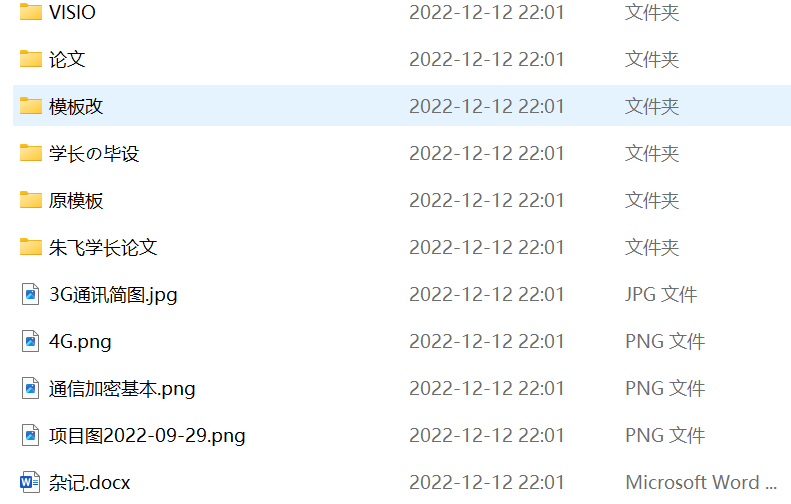 VISIO 2022-12-12 22:01 文件夹
论文 2022-12-12 22:01 文件夹
模板改 2022-12-12 22:01 文件夹
学长の毕设 2022-12-12 22:01 文件夹
原模板 2022-12-12 22:01 文件夹
朱飞学长论文 2022-12-12 22:01 文件夹
3G通讯简图.jpg 2022-12-12 22:01 JPG 文件
4G.png 2022-12-12 22:01 PNG 文件
通信加密基本.png 2022-12-12 22:01 PNG 文件
项目图2022-09-29.png 2022-12-12 22:01 PNG 文件
杂记.docx 2022-12-12 22:01 Microsoft Word ...